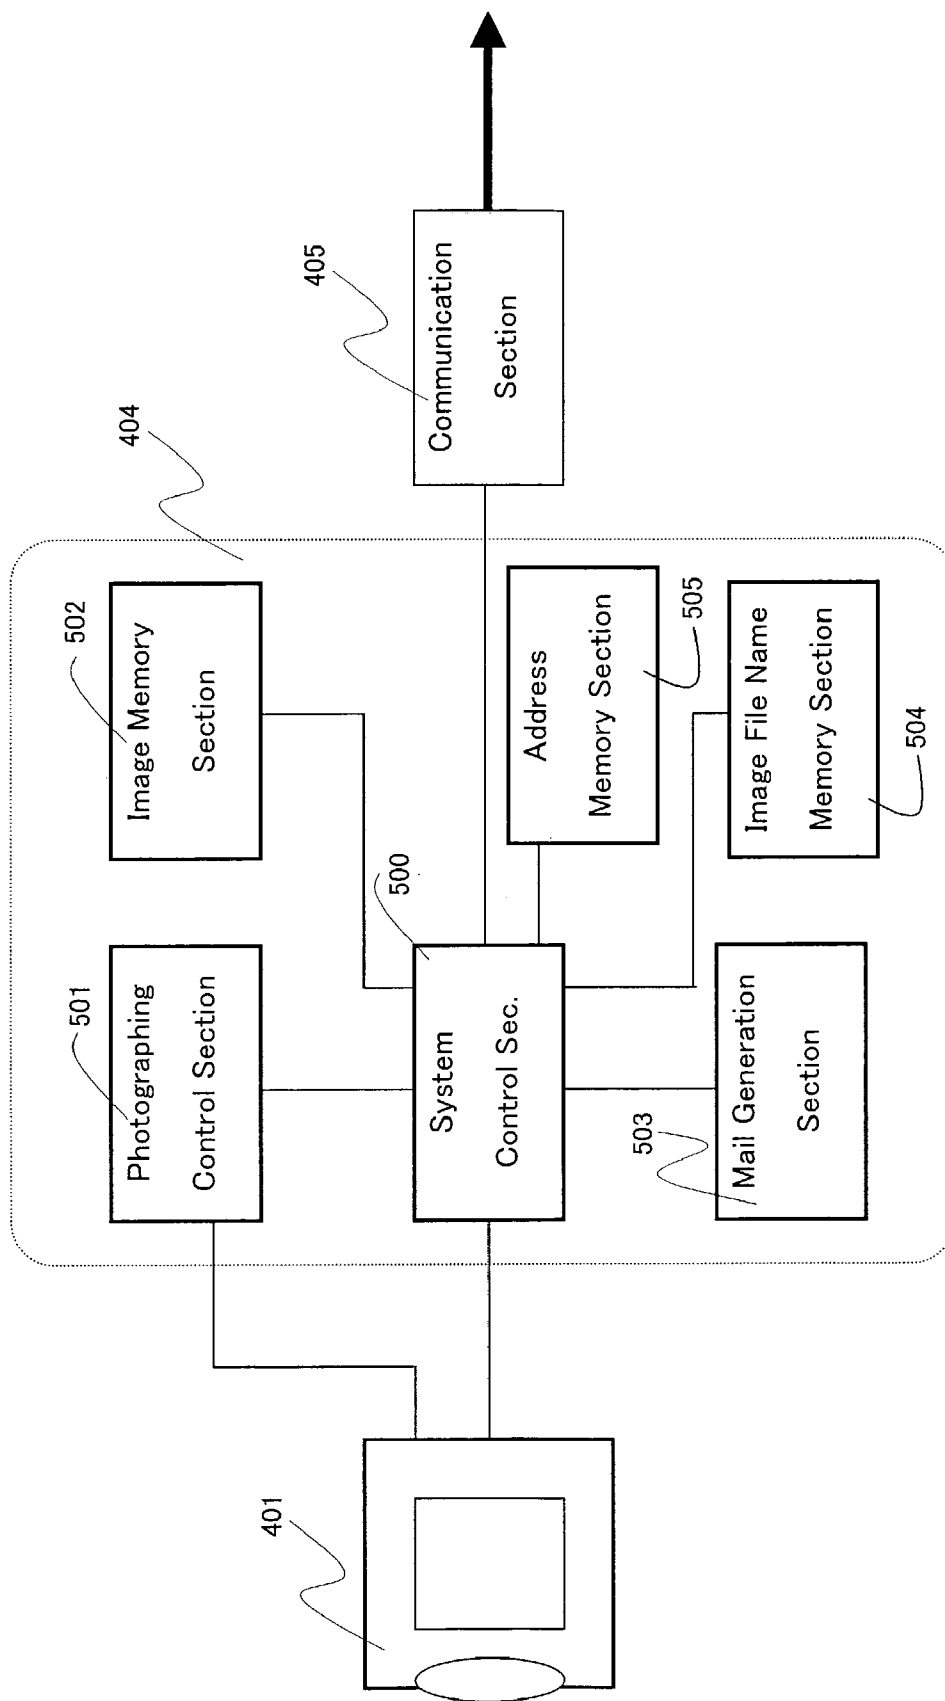 401
501
Photographing
Control Section
502
Image Memory
Section
404
500
System
Control Sec.
405
Communication
Section
Address
Memory Section
505
503
Mail Generation
Section
Image File Name
Memory Section
504